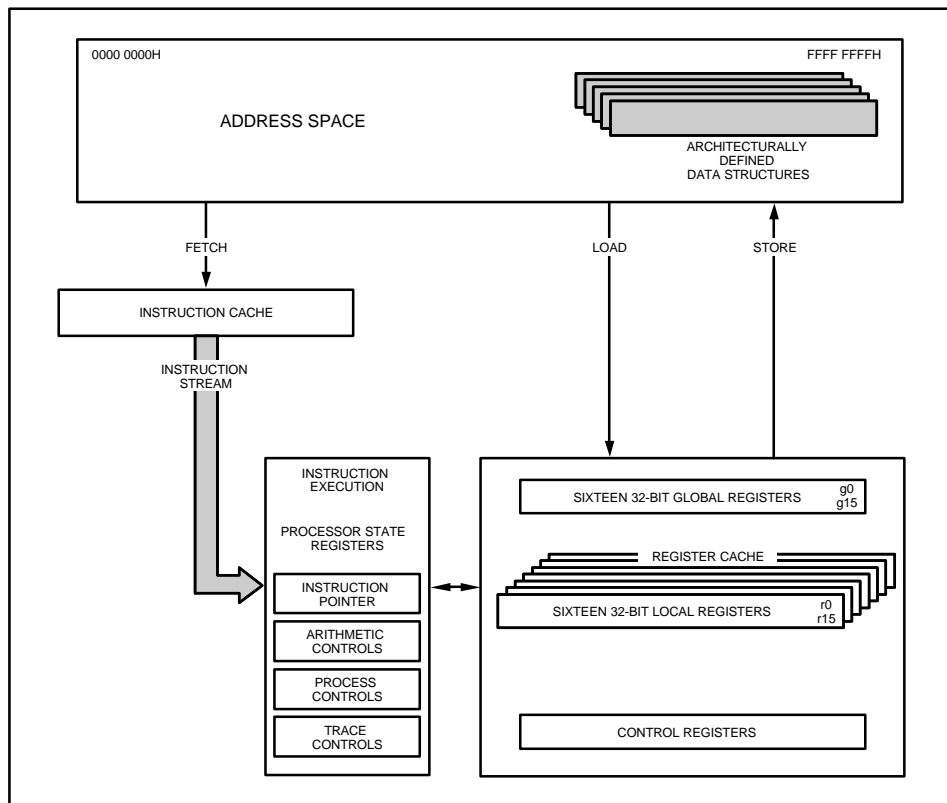 0000 0000H
FFFF FFFFH
ADDRESS SPACE
ARCHITECTURALLY
DEFINED
DATA STRUCTURES
FETCH
LOAD
STORE
INSTRUCTION CACHE
INSTRUCTION
STREAM
INSTRUCTION
EXECUTION
PROCESSOR STATE
REGISTERS
INSTRUCTION
POINTER
ARITHMETIC
CONTROLS
PROCESS
CONTROLS
TRACE
CONTROLS
SIXTEEN 32-BIT GLOBAL REGISTERS
g0
g15
REGISTER CACHE
SIXTEEN 32-BIT LOCAL REGISTERS
r0
r15
CONTROL REGISTERS